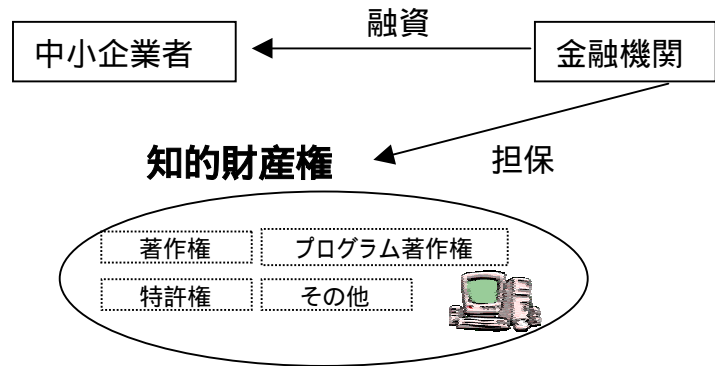 融資
中小企業者
金融機関
知的財産権
担保
著作権
プログラム著作権
特許権
その他